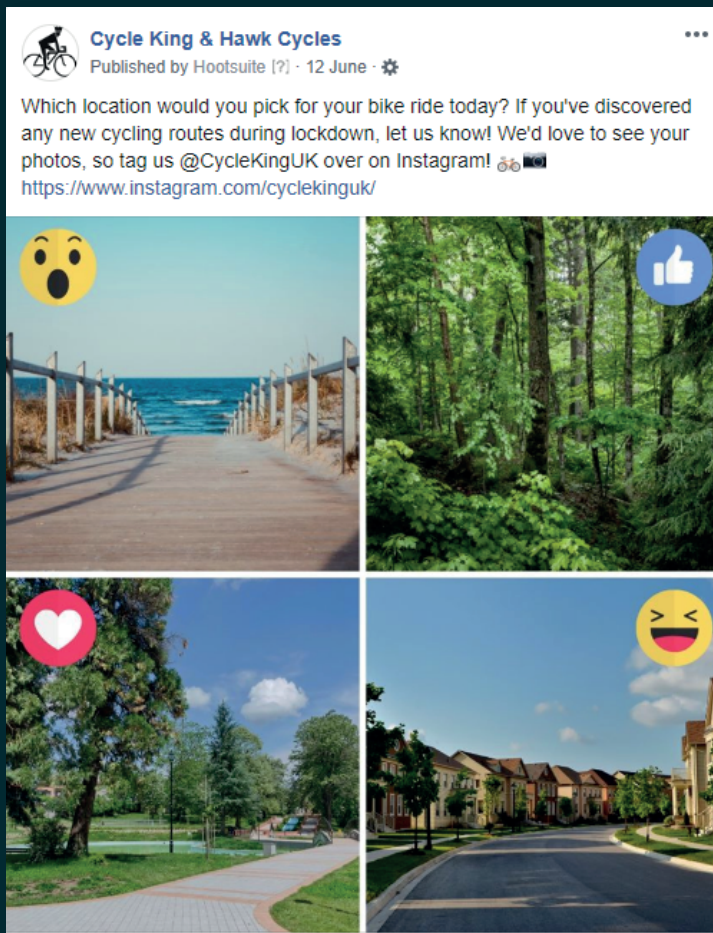 Cycle King & Hawk Cycles
Published by Hootsuite [?] · 12 June ·
Which location would you pick for your bike ride today? If you've discovered
any new cycling routes during lockdown, let us know! We'd love to see your
photos, so tag us @CycleKingUK over on Instagram! 🚲📷
https://www.instagram.com/cyclekinguk/